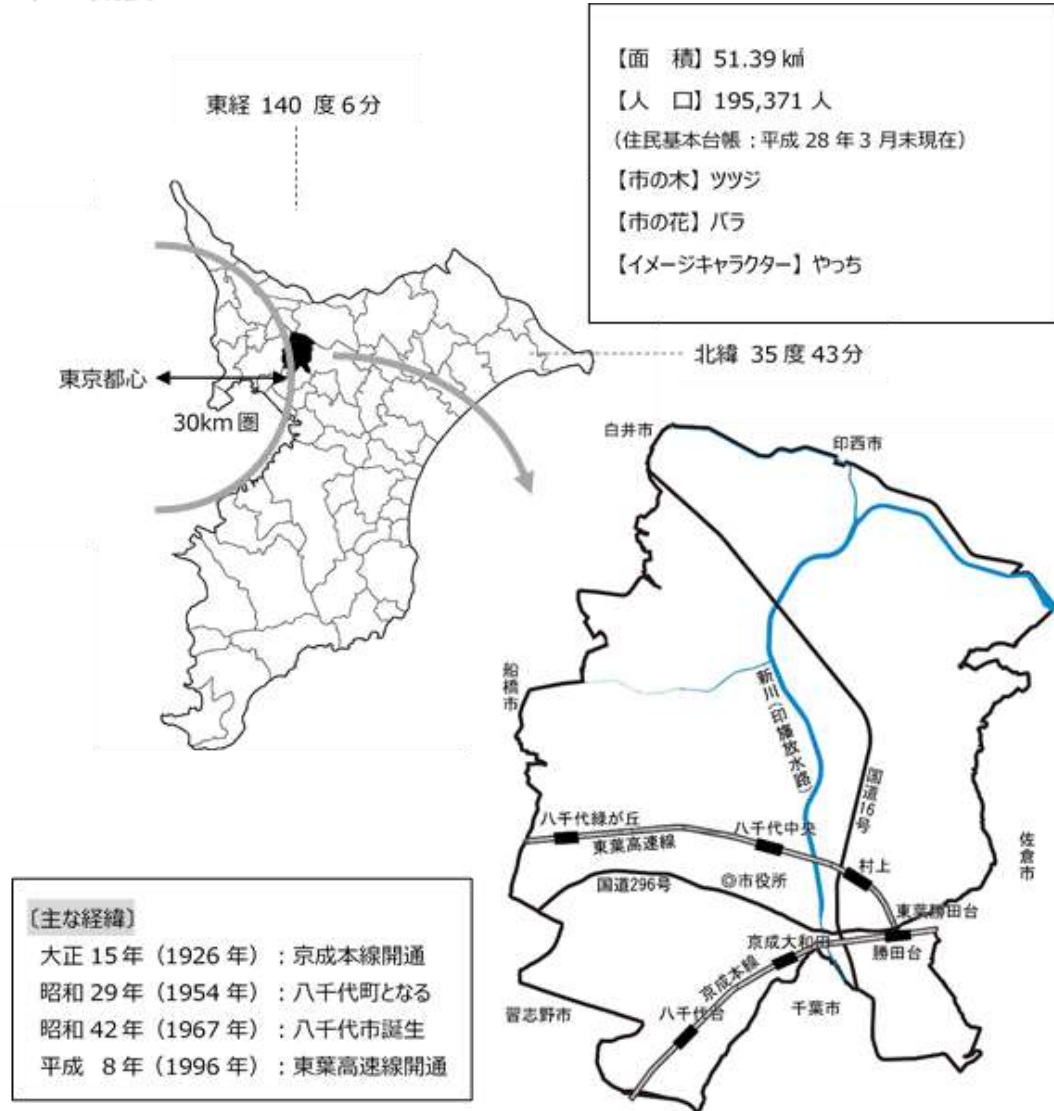 【面　積】 51.39 ㎢
【人　口】 195,371 人
（住民基本台帳：平成 28 年 3 月末現在）
【市の木】 ツツジ
【市の花】 バラ
【イメージキャラクター】 やっち
東経 140 度 6 分
北緯 35 度 43 分
東京都心
30km 圏
白井市
印西市
船橋市
新川（印旛放水路）
国道16号
佐倉市
八千代緑が丘
東葉高速線
八千代中央
村上
国道296号
◎市役所
東葉勝田台
京成大和田
勝田台
京成本線
八千代台
千葉市
習志野市
〔主な経緯〕
大正 15 年（1926 年）：京成本線開通
昭和 29 年（1954 年）：八千代町となる
昭和 42 年（1967 年）：八千代市誕生
平成 8 年（1996 年）：東葉高速線開通